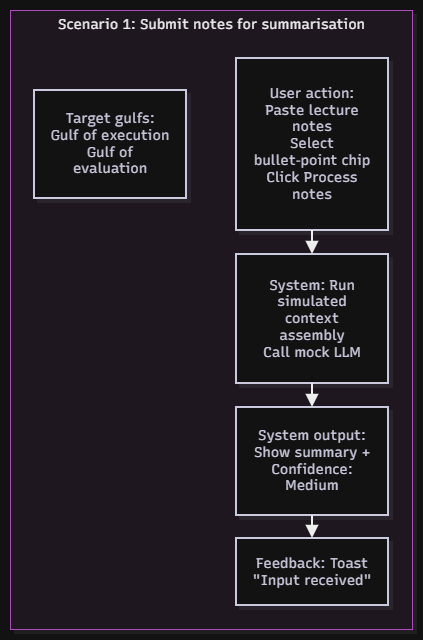 Scenario 1: Submit notes for summarisation
Target gulfs:
Gulf of execution
Gulf of
evaluation
User action:
Paste lecture
notes
Select
bullet-point chip
Click Process
notes
System: Run
simulated
context
assembly
Call mock LLM
System output:
Show summary +
Confidence:
Medium
Feedback: Toast
"Input received"